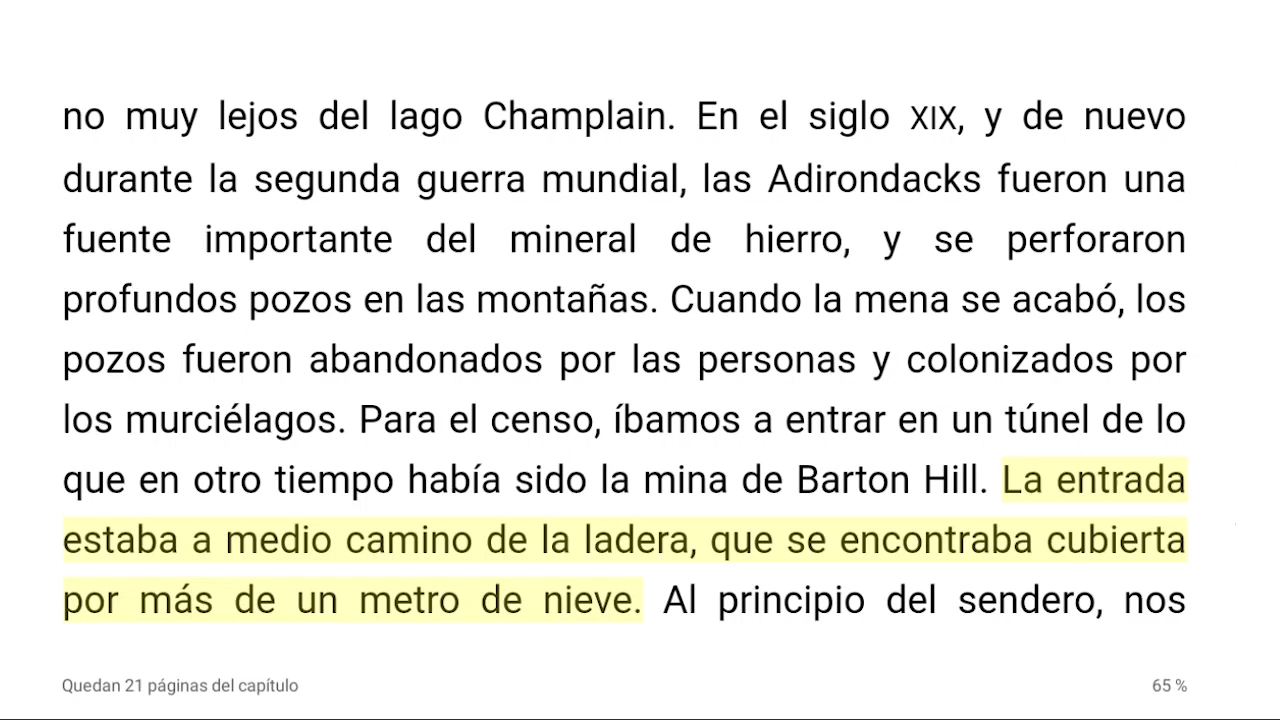 no muy lejos del lago Champlain. En el siglo XIX, y de nuevo
durante la segunda guerra mundial, las Adirondacks fueron una
fuente importante del mineral de hierro, y se perforaron
profundos pozos en las montañas. Cuando la mena se acabó, los
pozos fueron abandonados por las personas y colonizados por
los murciélagos. Para el censo, íbamos a entrar en un túnel de lo
que en otro tiempo había sido la mina de Barton Hill. La entrada
estaba a medio camino de la ladera, que se encontraba cubierta
por más de un metro de nieve. Al principio del sendero, nos
Quedan 21 páginas del capítulo
65 %